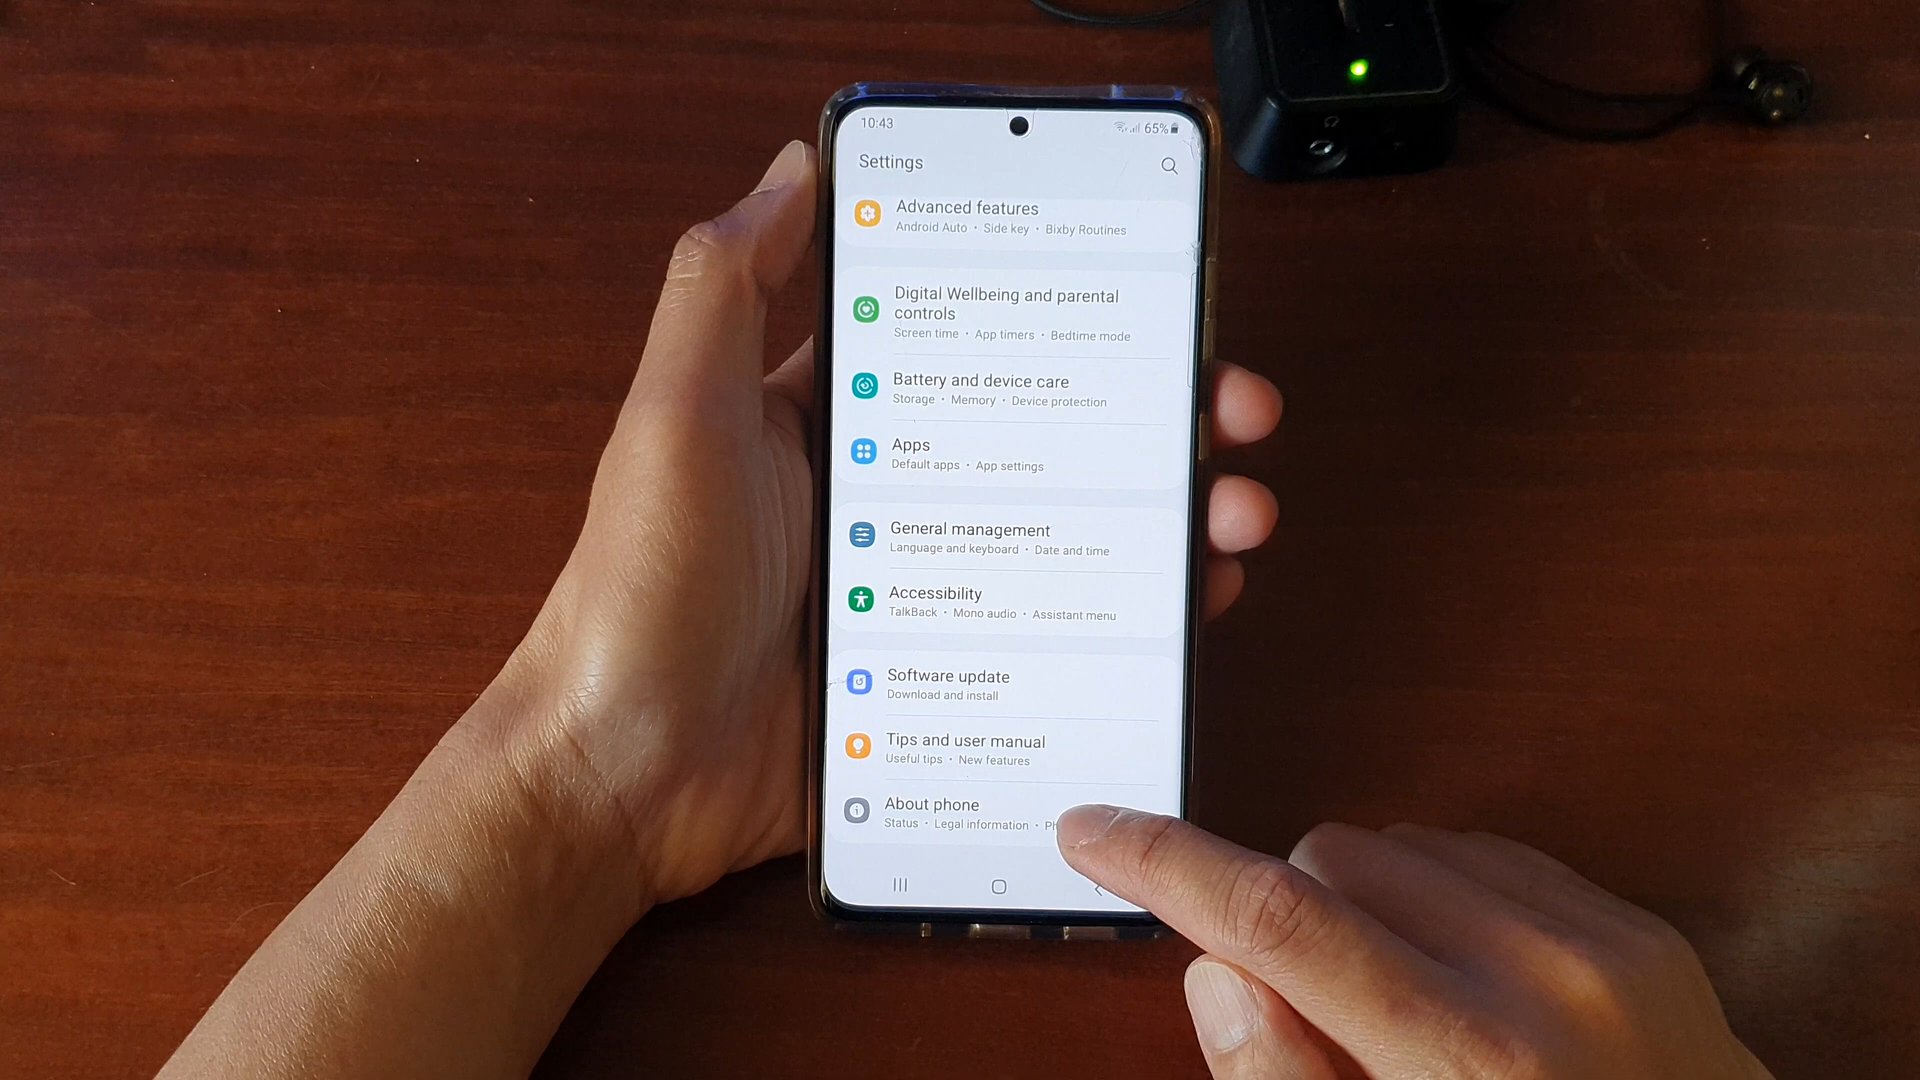 10:43
65%
Settings
Advanced features
Android Auto • Side key • Bixby Routines
Digital Wellbeing and parental
controls
Screen time • App timers • Bedtime mode
Battery and device care
Storage • Memory • Device protection
Apps
Default apps • App settings
General management
Language and keyboard • Date and time
Accessibility
TalkBack • Mono audio • Assistant menu
Software update
Download and install
Tips and user manual
Useful tips • New features
About phone
Status • Legal information •